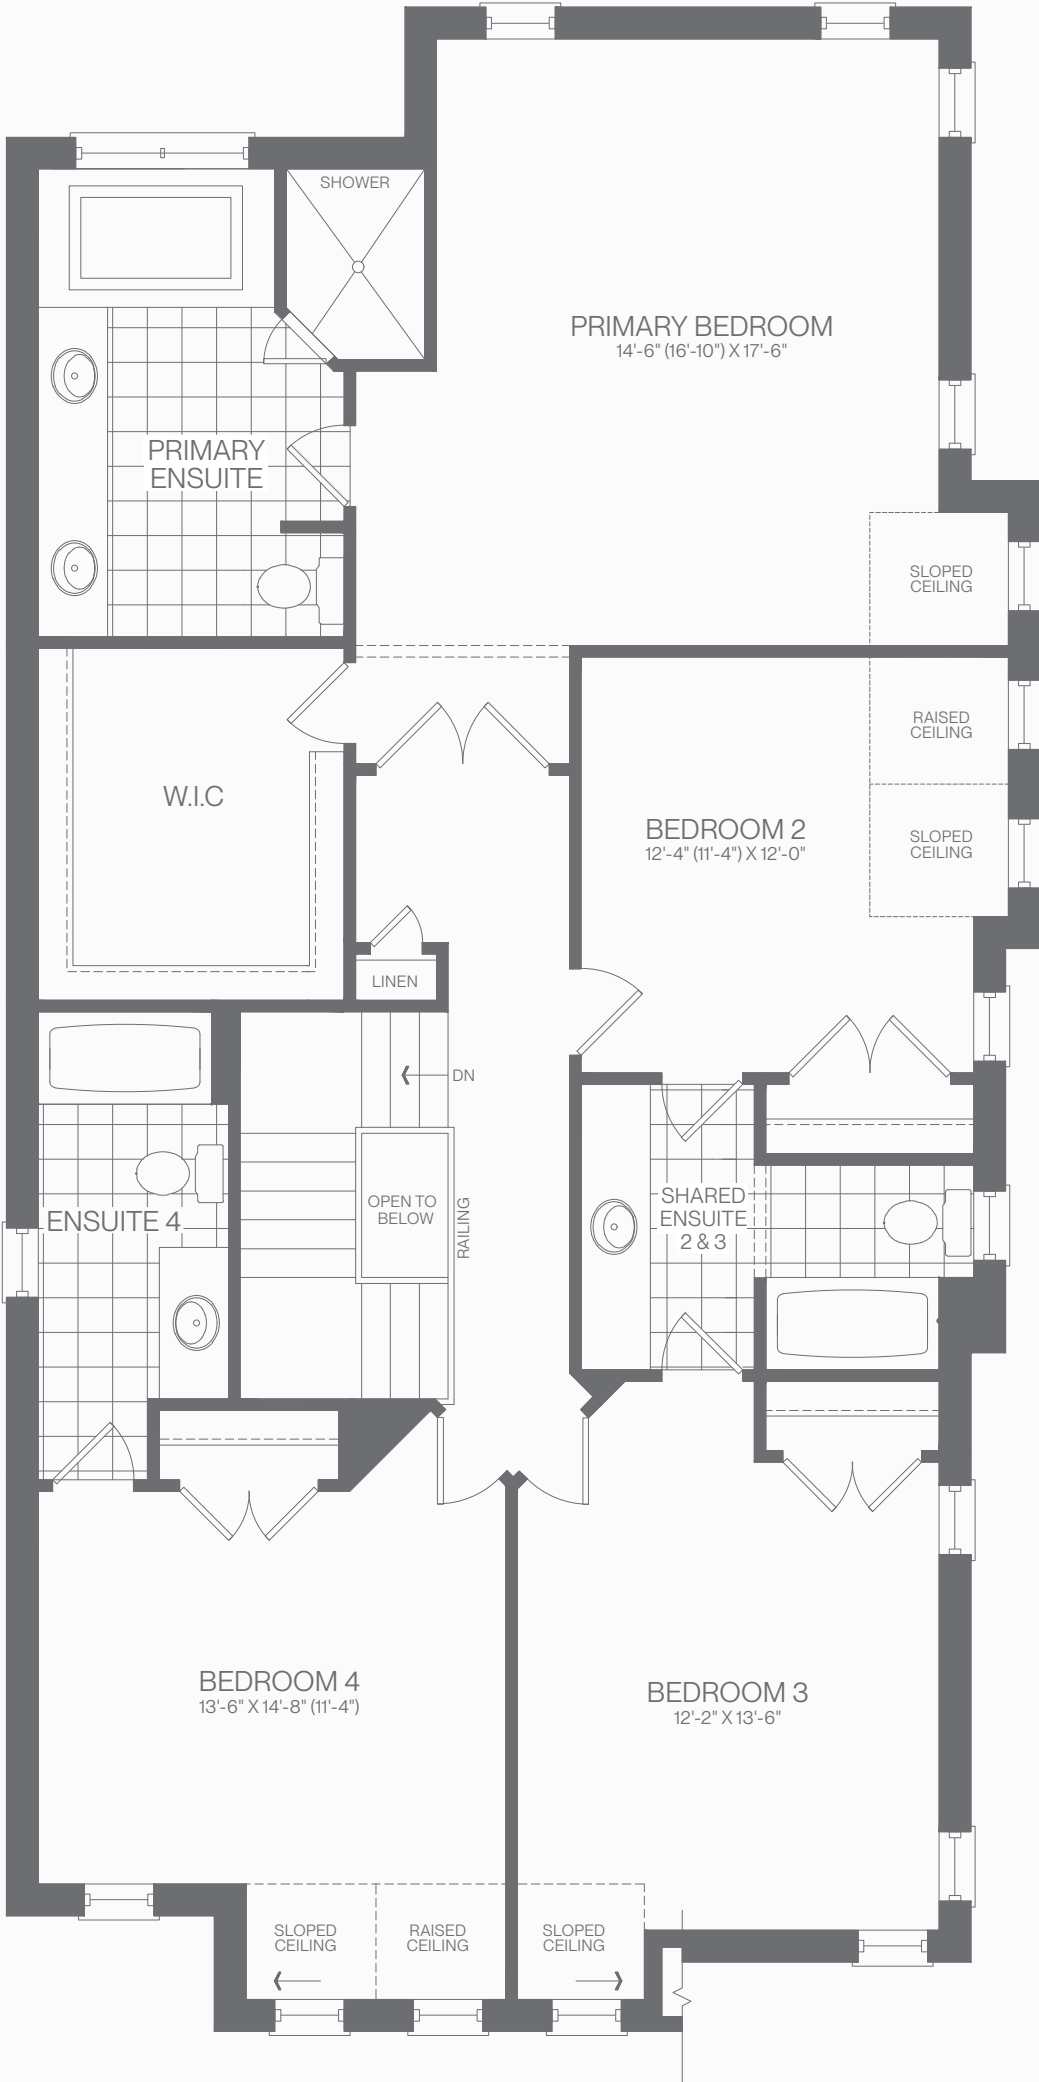 SHOWER
PRIMARY BEDROOM
14'-6" (16'-10") X 17'-6"
PRIMARY
ENSUITE
SLOPED
CEILING
RAISED
CEILING
W.I.C
BEDROOM 2
12'-4" (11'-4") X 12'-0"
SLOPED
CEILING
LINEN
DN
OPEN TO
BELOW
RAILING
SHARED
ENSUITE
2 & 3
ENSUITE 4
BEDROOM 4
13'-6" X 14'-8" (11'-4")
BEDROOM 3
12'-2" X 13'-6"
SLOPED
CEILING
RAISED
CEILING
SLOPED
CEILING